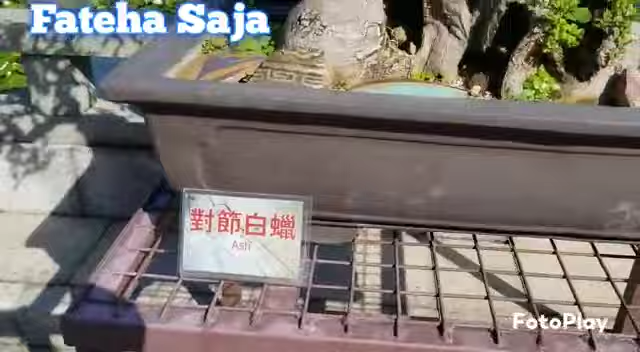 Fateha Saja
對節白蠟
Ash
FotoPlay